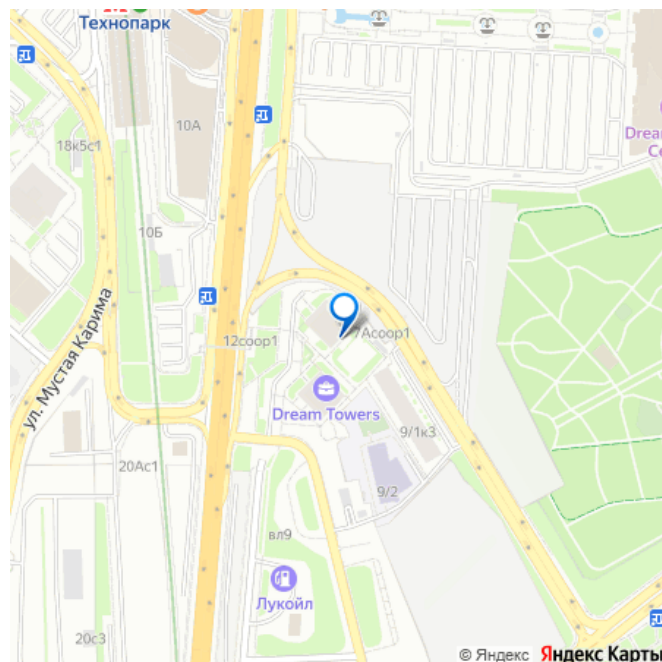 Технопарк
10А
18к5с1
Dream
Се
10Б
ул. Мустая Карима
12соор1
7Асоор1
Dream Towers
9/1к3
20Ас1
9/2
вл9
Лукойл
20с3
© Яндекс Яндекс Карты